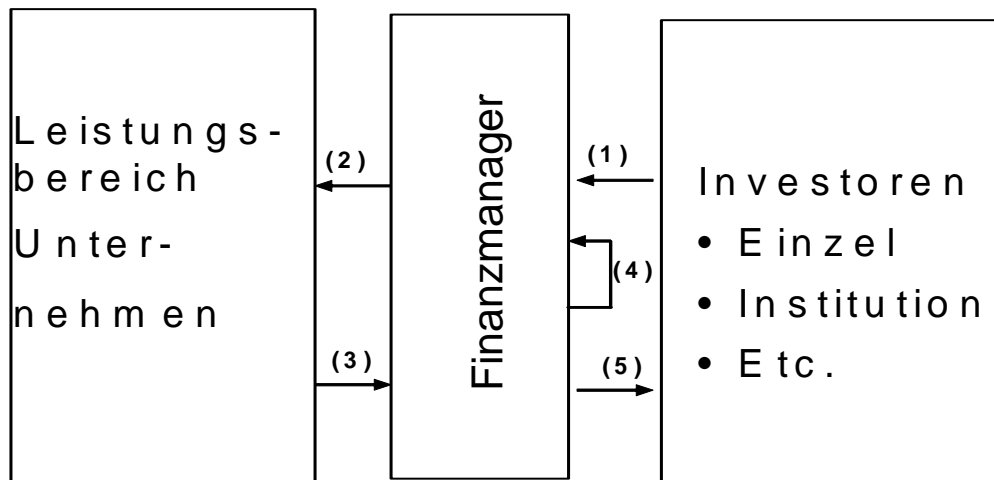 Leistungs-
bereich
Unter-
nehmen
(2)
(3)
Finanzmanager
(1)
(4)
(5)
Investoren
• Einzel
• Institution
• Etc.